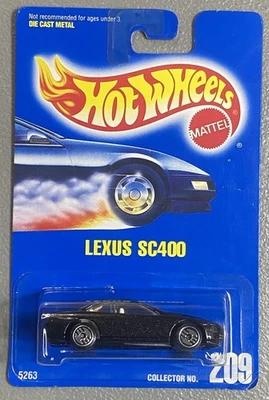 Not recommended for ages under 3.
DIE CAST METAL
Hot Wheels
MATTEL
LEXUS SC400
5263
COLLECTOR NO. 209